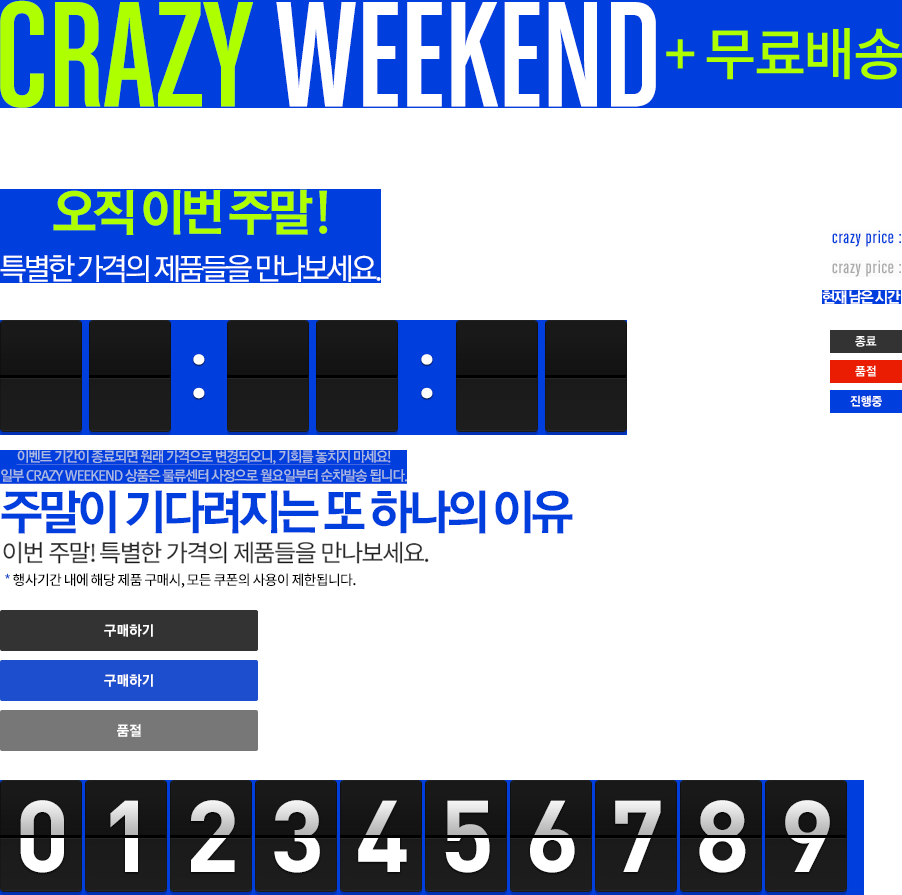 CRAZY WEEKEND + 무료배송
오직 이번 주말!
특별한 가격의 제품들을 만나보세요.
crazy price :
crazy price :
현재 남은시간
: :
종료
품절
진행중
이벤트 기간이 종료되면 원래 가격으로 변경되오니, 기회를 놓치지 마세요!
일부 CRAZY WEEKEND 상품은 물류센터 사정으로 월요일부터 순차발송 됩니다.
주말이 기다려지는 또 하나의 이유
이번 주말! 특별한 가격의 제품들을 만나보세요.
* 행사기간 내에 해당 제품 구매시, 모든 쿠폰의 사용이 제한됩니다.
구매하기
구매하기
품절
0 1 2 3 4 5 6 7 8 9